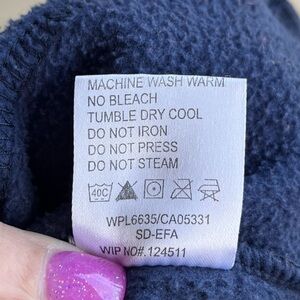 MACHINE WASH WARM
NO BLEACH
TUMBLE DRY COOL
DO NOT IRON
DO NOT PRESS
DO NOT STEAM
40C
WPL6635/CA05331
SD-EFA
WIP NO#.124511